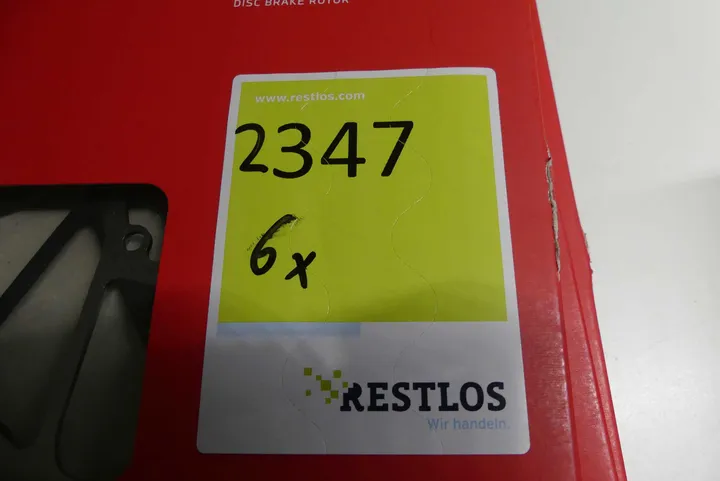 DISC BRAKE ROTOR
www.restlos.com
2347
6x
RESTLOS
Wir handeln.